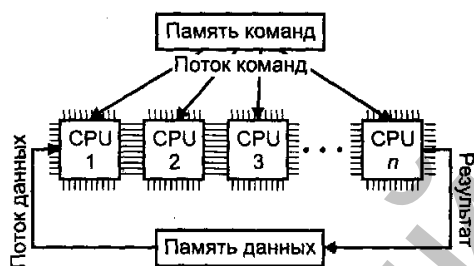 Память команд
Поток команд
CPU
1
CPU
2
CPU
3
CPU
n
Поток данных
Результат
Память данных